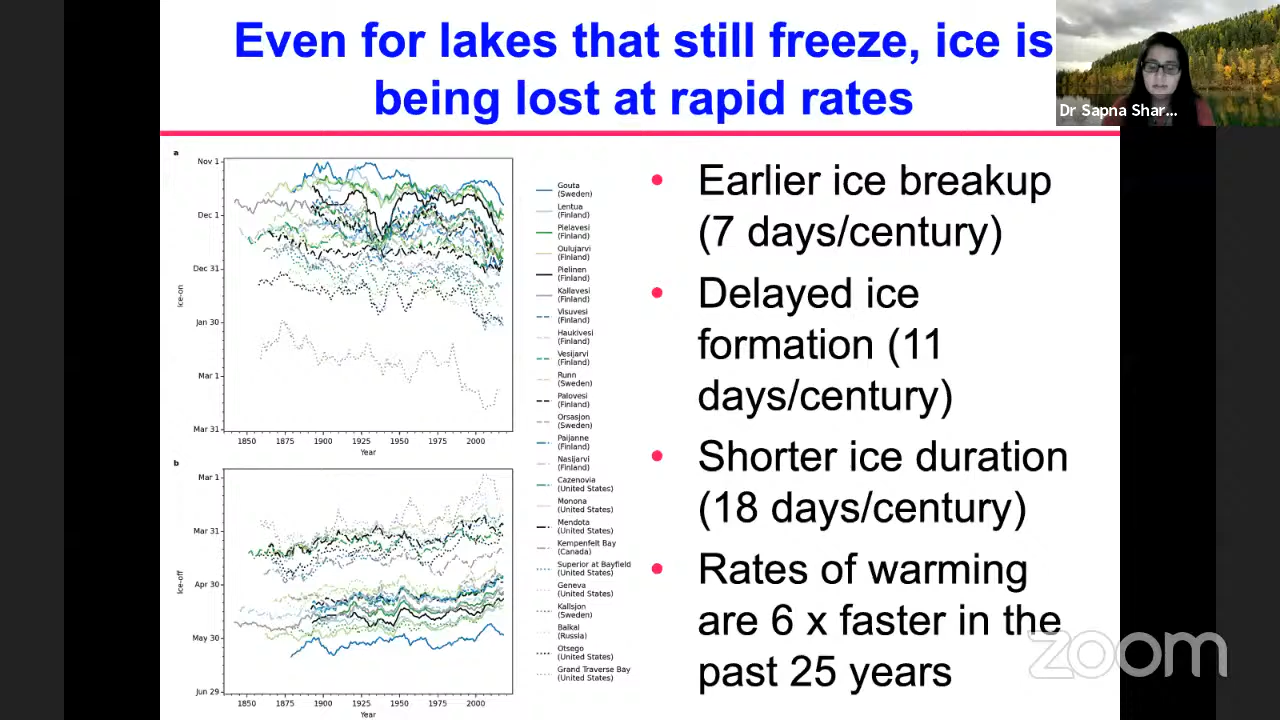 Even for lakes that still freeze, ice is
being lost at rapid rates
Dr Sapna Shar...
a
Nov 1
Dec 1
Dec 31
Jan 30
Mar 1
Mar 31
Ice-on
1850 1875 1900 1925 1950 1975 2000
Year
b
Mar 1
Mar 31
Apr 30
May 30
Jun 29
Ice-off
1850 1875 1900 1925 1950 1975 2000
Year
Gouta
(Sweden)
Lentua
(Finland)
Pielavesi
(Finland)
Oulujarvi
(Finland)
Pielinen
(Finland)
Kallavesi
(Finland)
Visuvesi
(Finland)
Haukivesi
(Finland)
Vesijarvi
(Finland)
Runn
(Sweden)
Palovesi
(Finland)
Orsasjon
(Sweden)
Paijanne
(Finland)
Nasijarvi
(Finland)
Cazenovia
(United States)
Monona
(United States)
Mendota
(United States)
Kempenfelt Bay
(Canada)
Superior at Bayfield
(United States)
Geneva
(United States)
Kallsjon
(Sweden)
Baikal
(Russia)
Otsego
(United States)
Grand Traverse Bay
(United States)
• Earlier ice breakup
(7 days/century)
• Delayed ice
formation (11
days/century)
• Shorter ice duration
(18 days/century)
• Rates of warming
are 6 x faster in the
past 25 years
zoom